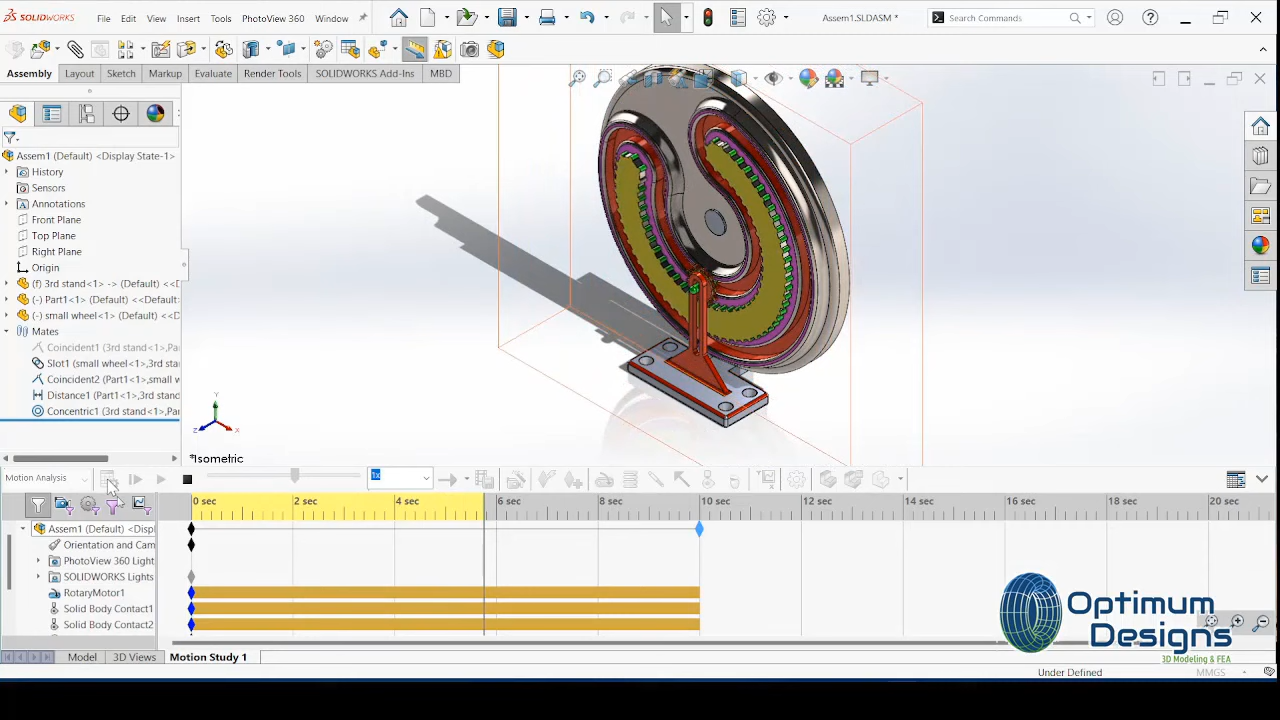 SOLIDWORKS File Edit View Insert Tools PhotoView 360 Window Assem1.SLDASM * Search Commands
Assembly Layout Sketch Markup Evaluate Render Tools SOLIDWORKS Add-Ins MBD
Assem1 (Default) <Display State-1>
History
Sensors
Annotations
Front Plane
Top Plane
Right Plane
Origin
(f) 3rd stand<1> -> (Default) <<Def
(-) Part1<1> (Default) <<Default
(-) small wheel<1> (Default) <<De
Mates
Coincident1 (small wheel<1>,3rd
Slot1 (small wheel<1>,3rd sta
Coincident2 (Part1<1>,small w
Distance1 (Part1<1>,3rd stand
Concentric1 (3rd stand<1>,Pa
Y
Z
X
*Isometric
Motion Analysis 1x
0 sec 2 sec 4 sec 6 sec 8 sec 10 sec 12 sec 14 sec 16 sec 18 sec 20 sec
Assem1 (Default) <Displ
Orientation and Cam
PhotoView 360 Light
SOLIDWORKS Lights
RotaryMotor1
Solid Body Contact1
Solid Body Contact2
Optimum
Designs
3D Modeling & FEA
Model 3D Views Motion Study 1
Under Defined MMGS